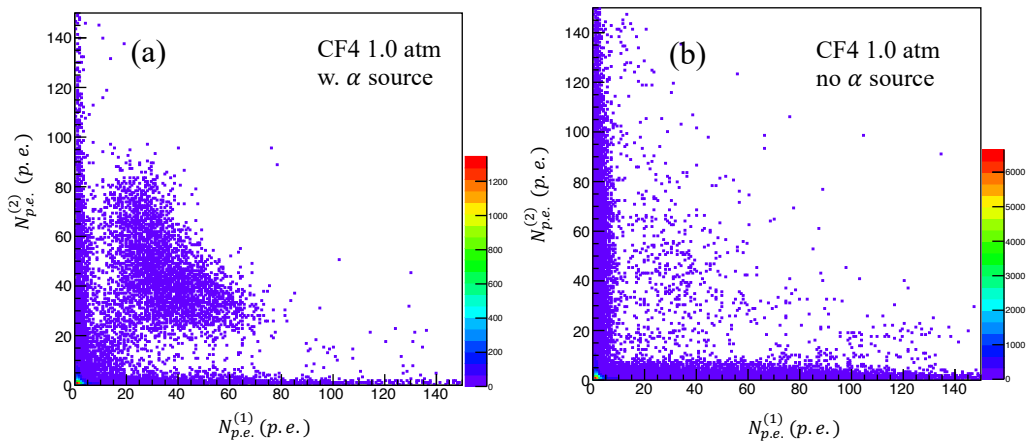 (a)
CF4 1.0 atm
w. α source
N_{p.e.}^{(2)} (p.e.)
140
120
100
80
60
40
20
0
0 20 40 60 80 100 120 140
N_{p.e.}^{(1)} (p.e.)
1200
1000
800
600
400
200
0
(b)
CF4 1.0 atm
no α source
N_{p.e.}^{(2)} (p.e.)
140
120
100
80
60
40
20
0
0 20 40 60 80 100 120 140
N_{p.e.}^{(1)} (p.e.)
6000
5000
4000
3000
2000
1000
0